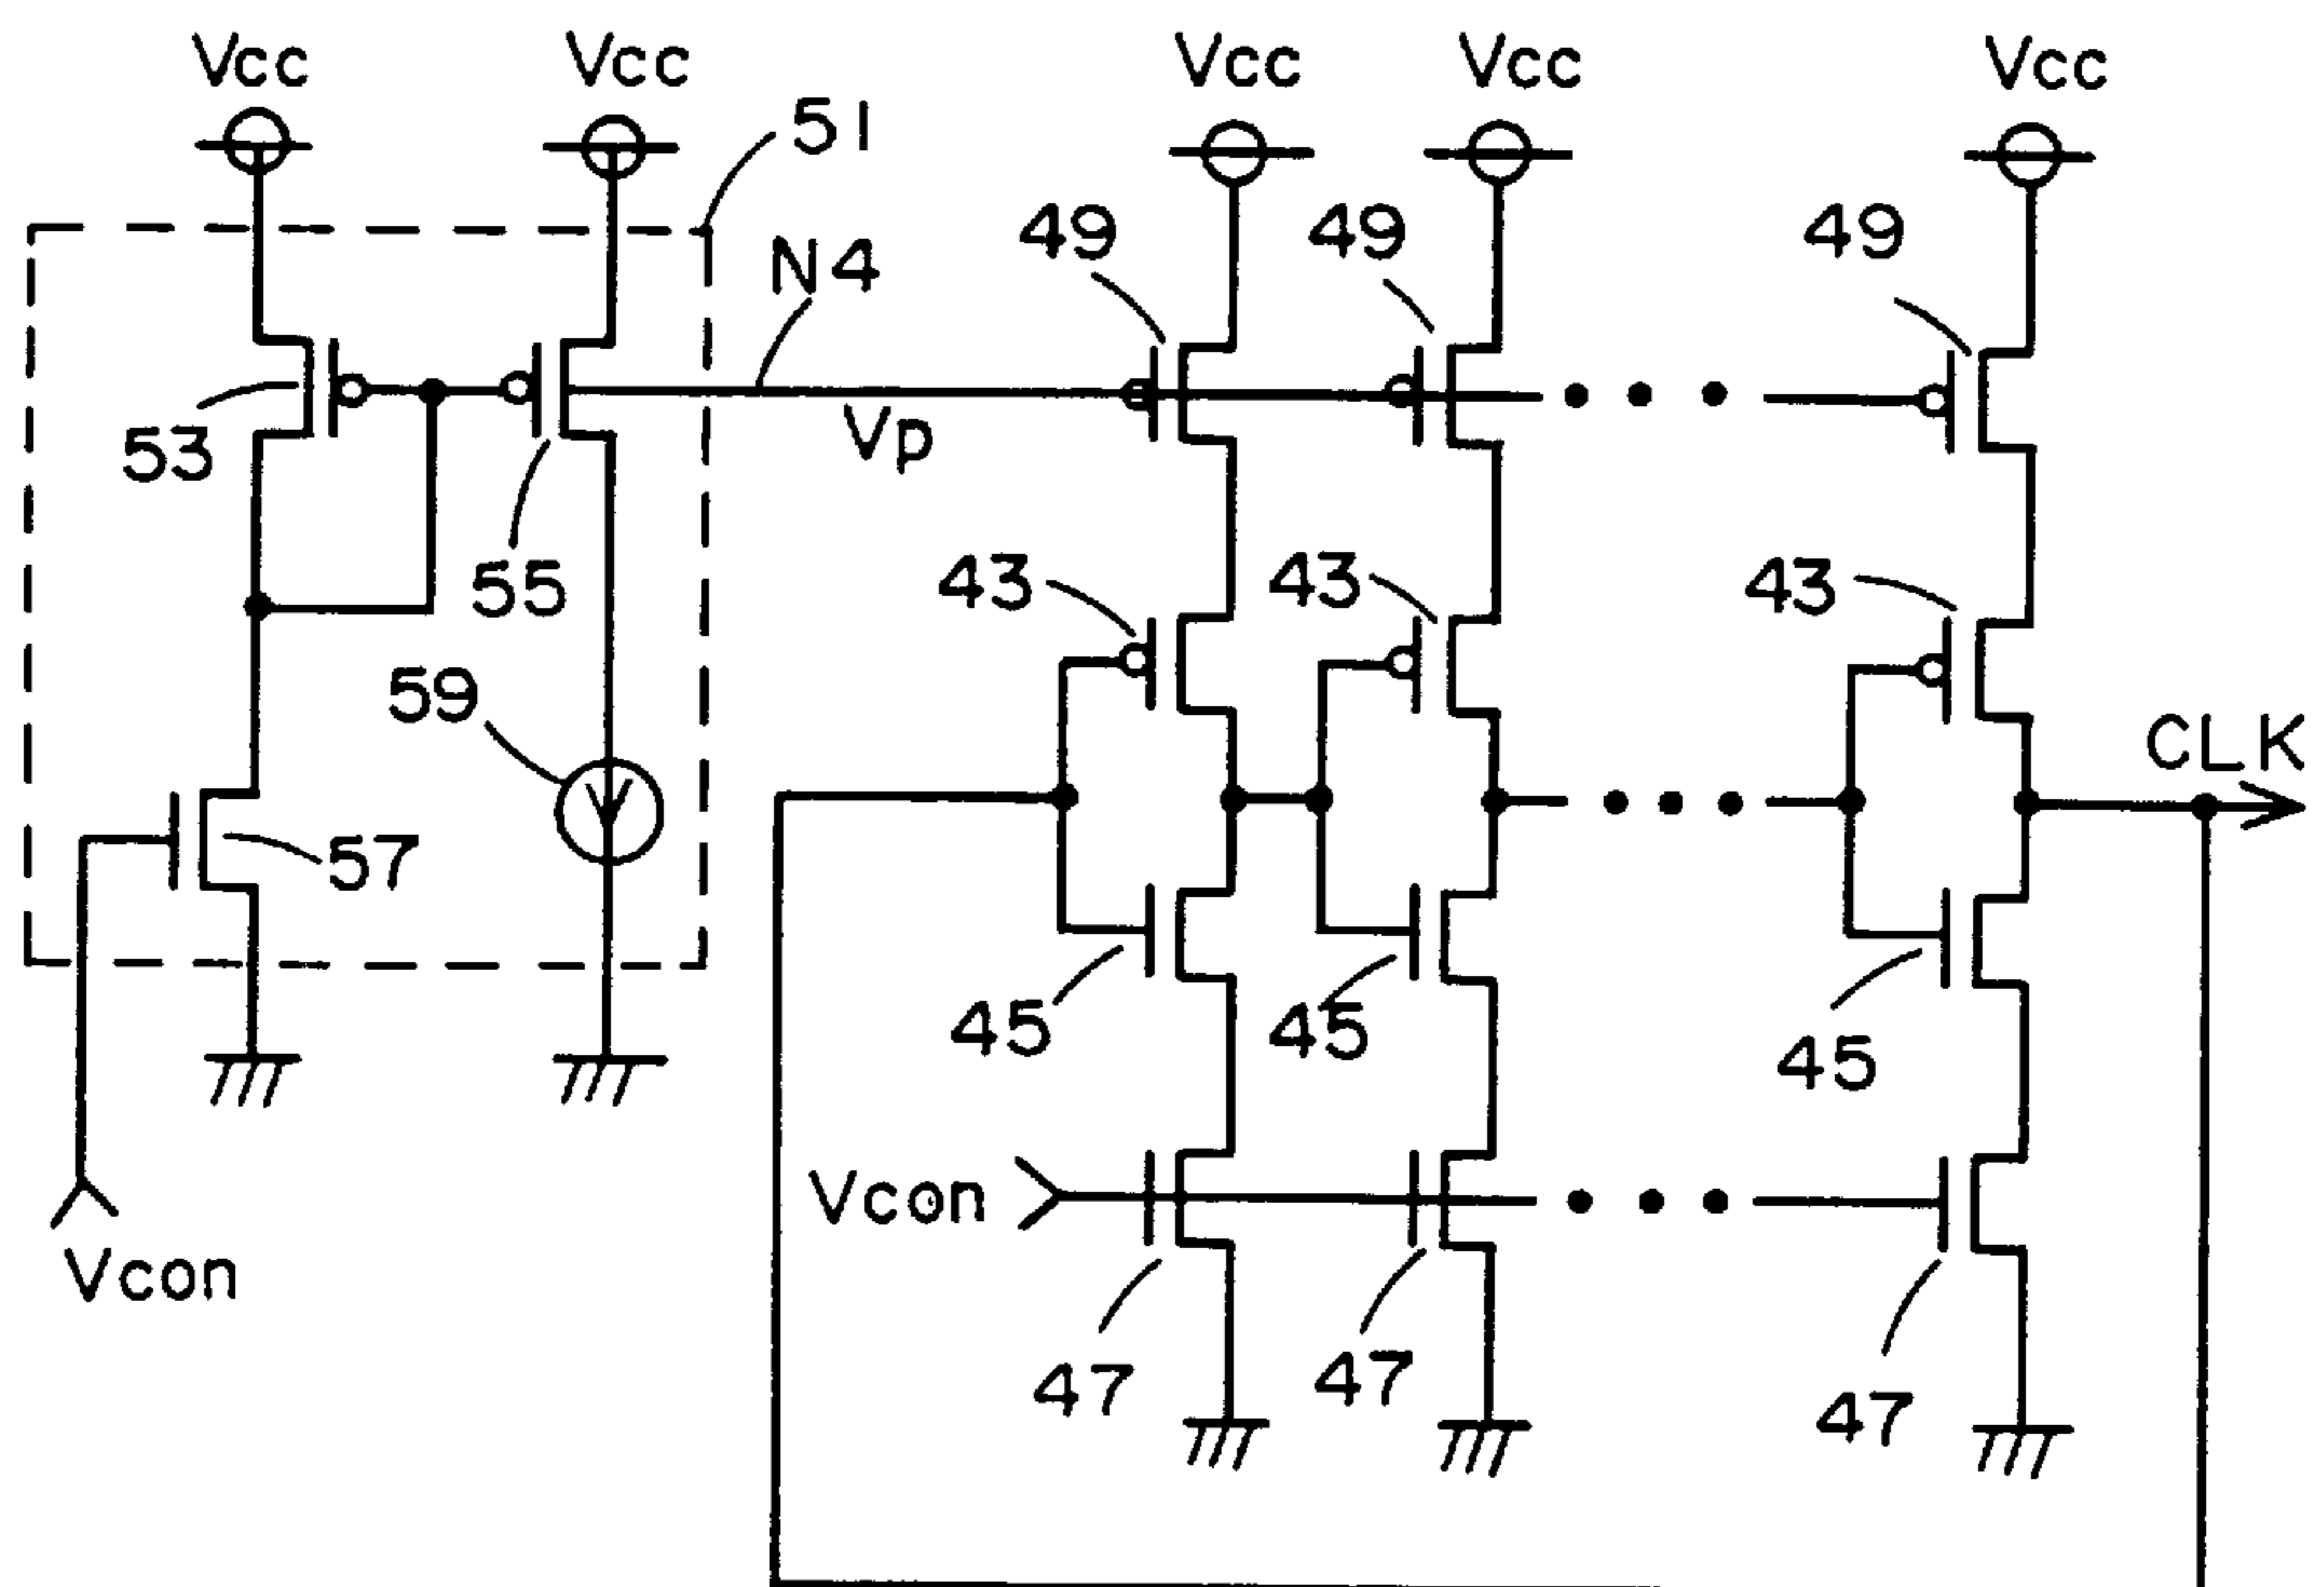 Vcc Vcc Vcc Vcc Vcc
51
N4 49 49 49
Vp
53
55 43 43 43
59
CLK
57
45 45 45
Vcon
Vcon
47 47 47